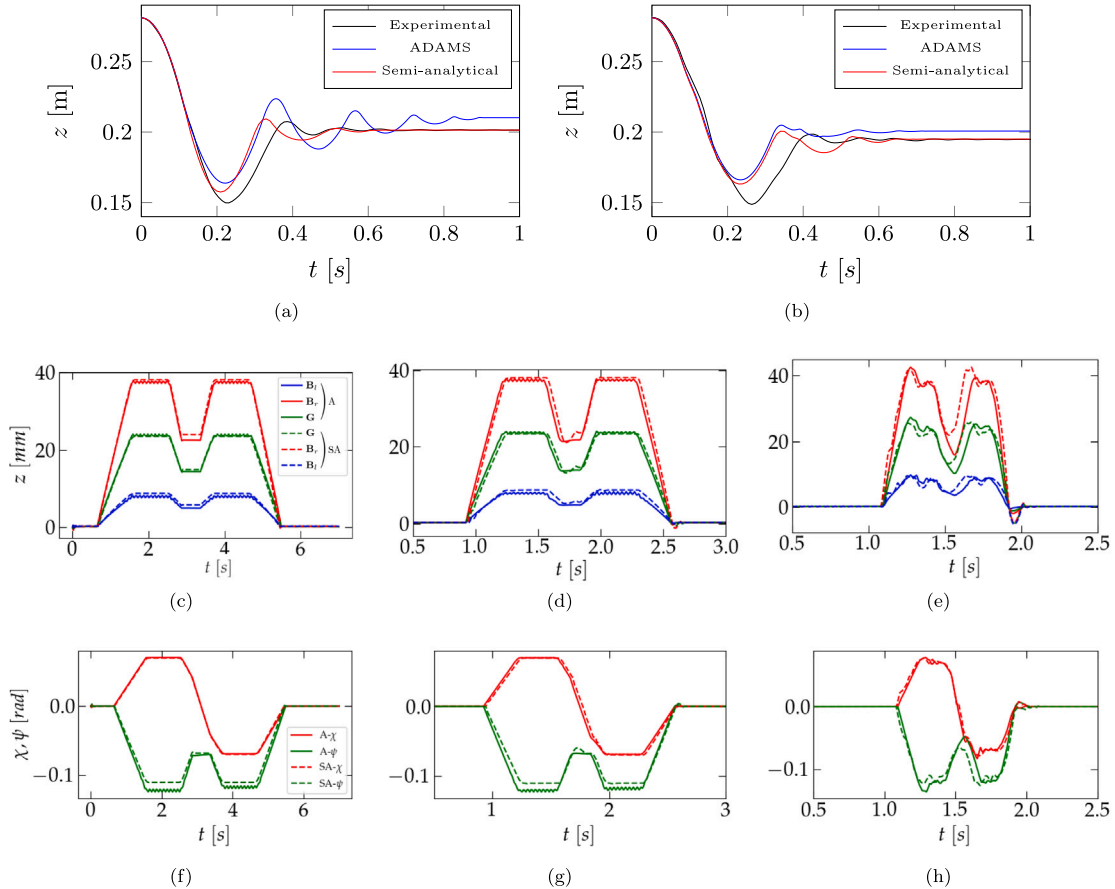 Experimental
ADAMS
Semi-analytical
0.25
0.2
0.15
z [m]
0 0.2 0.4 0.6 0.8 1
t [s]
(a)
Experimental
ADAMS
Semi-analytical
0.25
0.2
0.15
z [m]
0 0.2 0.4 0.6 0.8 1
t [s]
(b)
40
20
0
z [mm]
B_l
B_r
G
A
G
B_r
B_l
SA
0 2 4 6
t [s]
(c)
40
20
0
0.5 1.0 1.5 2.0 2.5 3.0
t [s]
(d)
40
30
20
10
0
0.5 1.0 1.5 2.0 2.5
t [s]
(e)
0.0
−0.1
χ, ψ [rad]
A-χ
A-ψ
SA-χ
SA-ψ
0 2 4 6
t [s]
(f)
1 2 3
t [s]
(g)
0.0
−0.1
0.5 1.0 1.5 2.0 2.5
t [s]
(h)